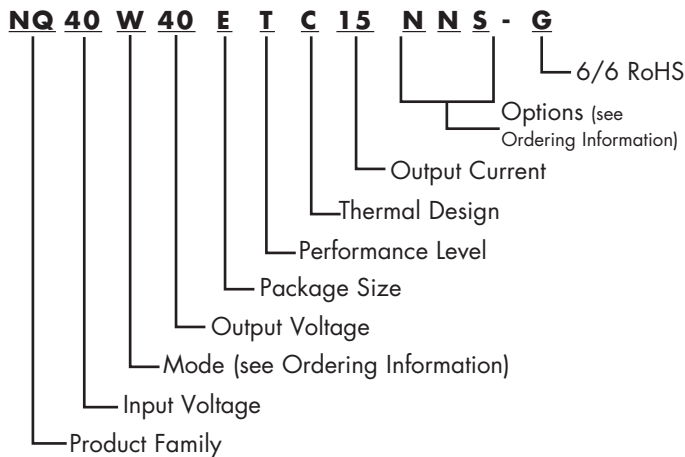 NQ 40 W 40 E T C 15 N N S - G
6/6 RoHS
Options (see
Ordering Information)
Output Current
Thermal Design
Performance Level
Package Size
Output Voltage
Mode (see Ordering Information)
Input Voltage
Product Family